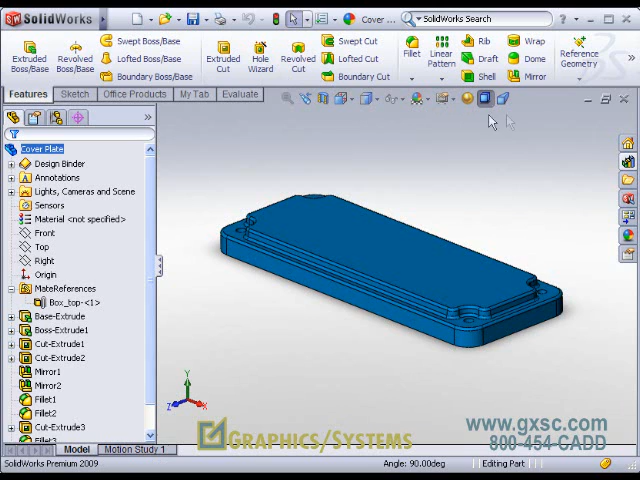 SolidWorks
Cover ...
SolidWorks Search
Extruded Boss/Base
Revolved Boss/Base
Swept Boss/Base
Lofted Boss/Base
Boundary Boss/Base
Extruded Cut
Hole Wizard
Revolved Cut
Swept Cut
Lofted Cut
Boundary Cut
Fillet
Linear Pattern
Rib
Draft
Shell
Wrap
Dome
Mirror
Reference Geometry
Features
Sketch
Office Products
My Tab
Evaluate
Cover Plate
Design Binder
Annotations
Lights, Cameras and Scene
Sensors
Material <not specified>
Front
Top
Right
Origin
MateReferences
Box_top-<1>
Base-Extrude
Boss-Extrude1
Cut-Extrude1
Cut-Extrude2
Mirror1
Mirror2
Fillet1
Fillet2
Cut-Extrude3
Fillet3
Y
Z
X
GRAPHICS/SYSTEMS
www.gxsc.com
800-454-CADD
Model
Motion Study 1
SolidWorks Premium 2009
Angle: 90.00deg
Editing Part